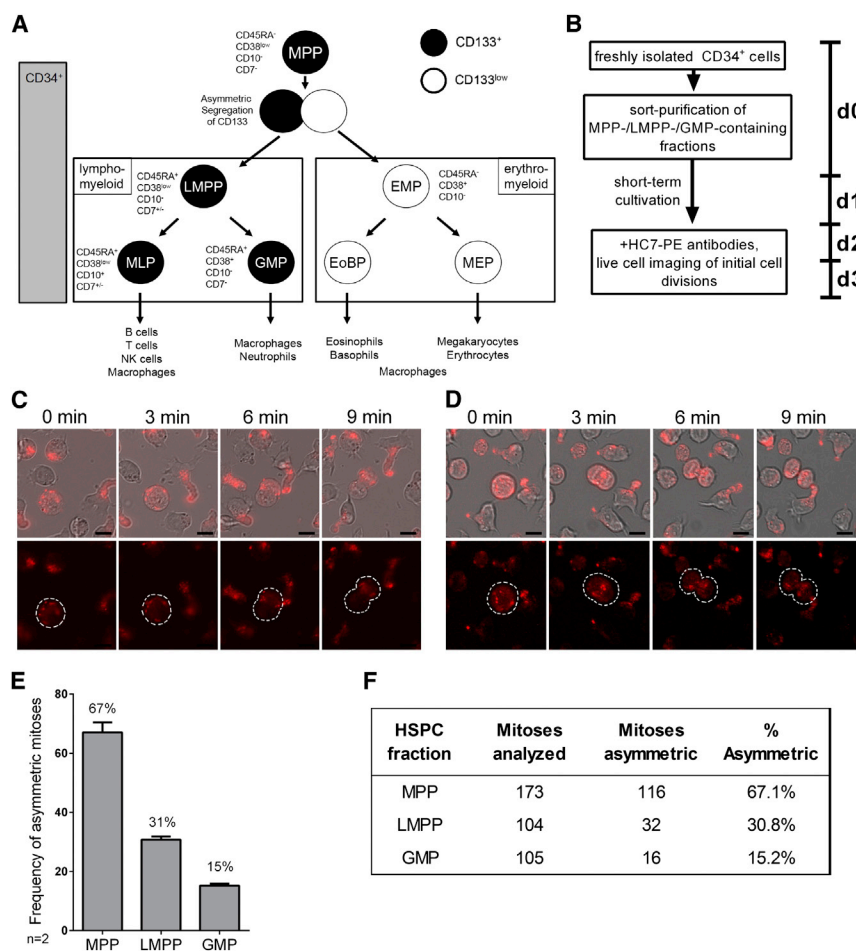 A
CD34⁺
CD45RA⁻
CD38ˡᵒʷ
CD10⁻
CD7⁻
MPP
CD133⁺
CD133ˡᵒʷ
Asymmetric
Segregation
of CD133
lympho-
myeloid
CD45RA⁺
CD38ˡᵒʷ
CD10⁻
CD7⁺/⁻
LMPP
EMP
CD45RA⁻
CD38⁺
CD10⁻
erythro-
myeloid
CD45RA⁺
CD38ˡᵒʷ
CD10⁺
CD7⁺/⁻
MLP
CD45RA⁺
CD38⁺
CD10⁻
CD7⁻
GMP
EoBP
MEP
B cells
T cells
NK cells
Macrophages
Macrophages
Neutrophils
Eosinophils
Basophils
Megakaryocytes
Erythrocytes
Macrophages
B
freshly isolated CD34⁺ cells
sort-purification of
MPP-/LMPP-/GMP-containing
fractions
short-term
cultivation
+HC7-PE antibodies,
live cell imaging of initial cell
divisions
d0
d1
d2
d3
C
0 min 3 min 6 min 9 min
D
0 min 3 min 6 min 9 min
E
Frequency of asymmetric mitoses
80
60
40
20
0
67%
31%
15%
n=2
MPP LMPP GMP
F
HSPC fraction Mitoses analyzed Mitoses asymmetric % Asymmetric
MPP 173 116 67.1%
LMPP 104 32 30.8%
GMP 105 16 15.2%